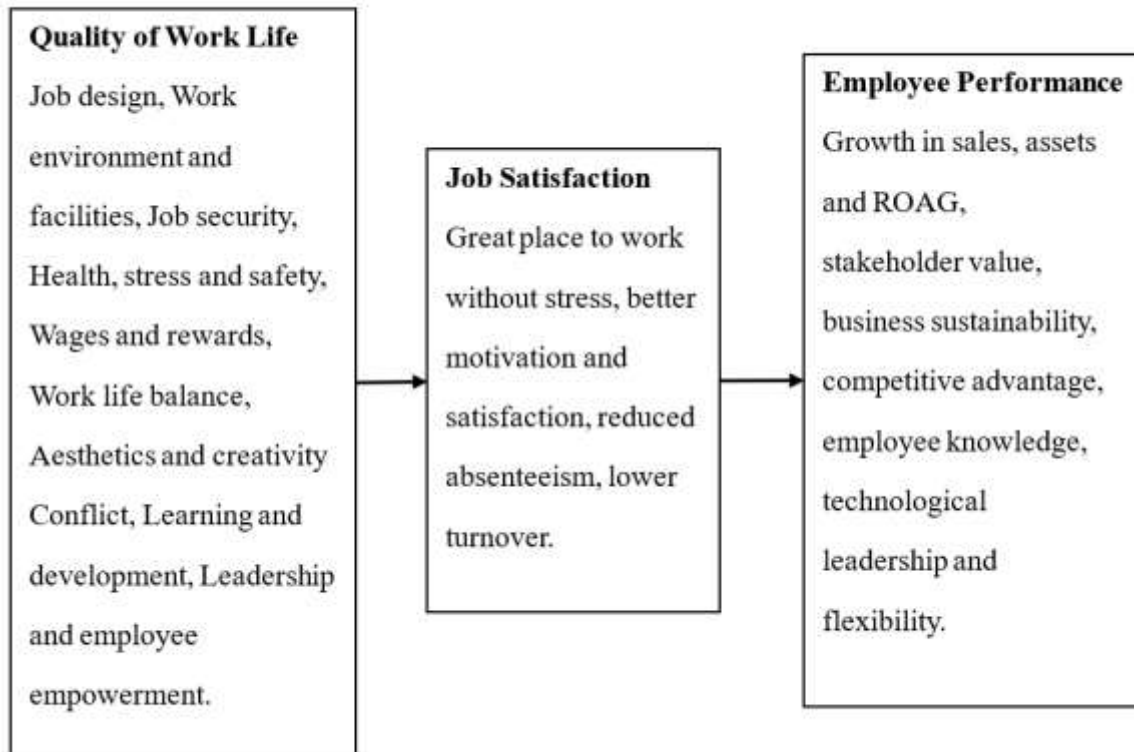 Quality of Work Life
Job design, Work
environment and
facilities, Job security,
Health, stress and safety,
Wages and rewards,
Work life balance,
Aesthetics and creativity
Conflict, Learning and
development, Leadership
and employee
empowerment.
Job Satisfaction
Great place to work
without stress, better
motivation and
satisfaction, reduced
absenteeism, lower
turnover.
Employee Performance
Growth in sales, assets
and ROAG,
stakeholder value,
business sustainability,
competitive advantage,
employee knowledge,
technological
leadership and
flexibility.